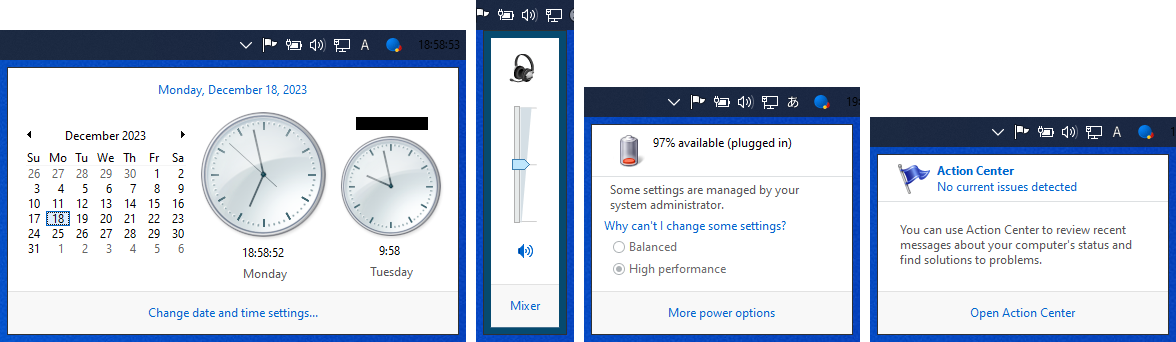 18:58:53
Monday, December 18, 2023
December 2023
Su Mo Tu We Th Fr Sa
26 27 28 29 30 1 2
3 4 5 6 7 8 9
10 11 12 13 14 15 16
17 18 19 20 21 22 23
24 25 26 27 28 29 30
31 1 2 3 4 5 6
18:58:52
Monday
9:58
Tuesday
Change date and time settings...
A
Mixer
あ
97% available (plugged in)
Some settings are managed by your
system administrator.
Why can't I change some settings?
Balanced
High performance
More power options
A
Action Center
No current issues detected
You can use Action Center to review recent
messages about your computer's status and
find solutions to problems.
Open Action Center